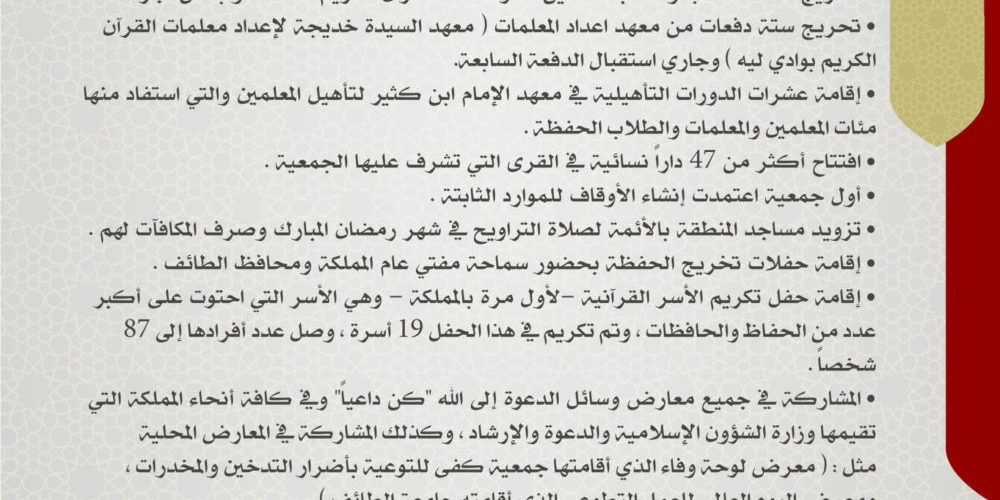 • تخريج ستة دفعات من معهد اعداد المعلمات ( معهد السيدة خديجة لإعداد معلمات القرآن
الكريم بوادي ليه ) وجاري استقبال الدفعة السابعة.
• إقامة عشرات الدورات التأهيلية في معهد الإمام ابن كثير لتأهيل المعلمين والتي استفاد منها
مئات المعلمين والمعلمات والطلاب الحفظة .
• افتتاح أكثر من 47 داراً نسائية في القرى التي تشرف عليها الجمعية .
• أول جمعية اعتمدت إنشاء الأوقاف للموارد الثابتة .
• تزويد مساجد المنطقة بالأئمة لصلاة التراويح في شهر رمضان المبارك وصرف المكافآت لهم .
• إقامة حفلات تخريج الحفظة بحضور سماحة مفتي عام المملكة ومحافظ الطائف .
• إقامة حفل تكريم الأسر القرآنية –لأول مرة بالمملكة – وهي الأسر التي احتوت على أكبر
عدد من الحفاظ والحافظات ، وتم تكريم في هذا الحفل 19 أسرة ، وصل عدد أفرادها إلى 87
شخصاً .
• المشاركة في جميع معارض وسائل الدعوة إلى الله "كن داعياً" وفي كافة أنحاء المملكة التي
تقيمها وزارة الشؤون الإسلامية والدعوة والإرشاد ، وكذلك المشاركة في المعارض المحلية
مثل : ( معرض لوحة وفاء الذي أقامتها جمعية كفى للتوعية بأضرار التدخين والمخدرات ،